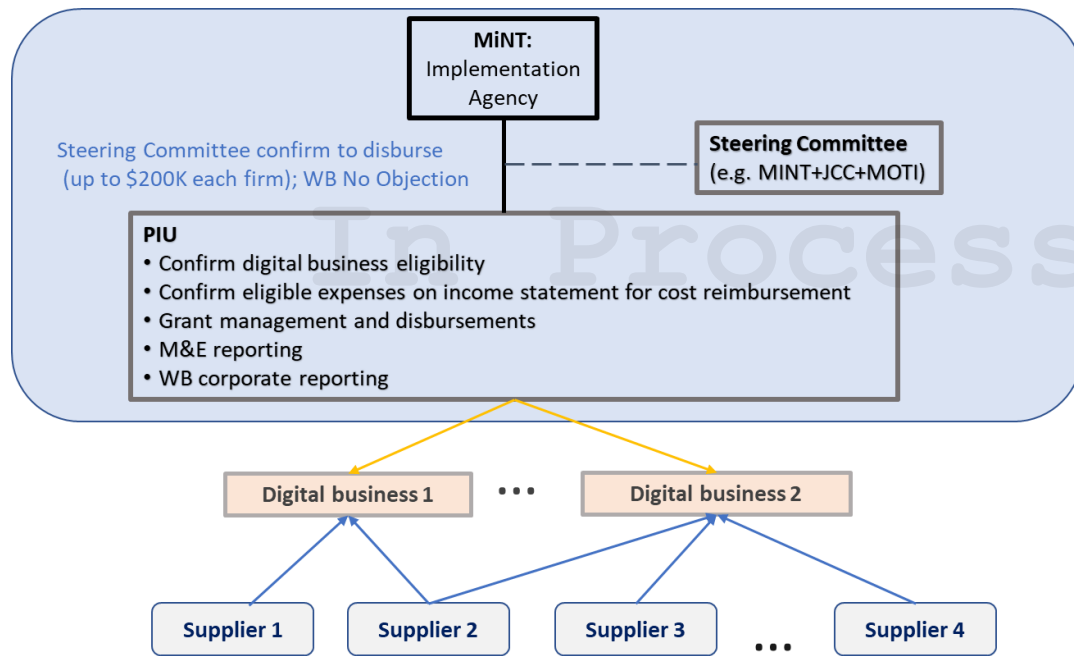 MiNT:
Implementation
Agency
Steering Committee confirm to disburse
(up to $200K each firm); WB No Objection
Steering Committee
(e.g. MINT+JCC+MOTI)
In Process
PIU
• Confirm digital business eligibility
• Confirm eligible expenses on income statement for cost reimbursement
• Grant management and disbursements
• M&E reporting
• WB corporate reporting
Digital business 1
...
Digital business 2
Supplier 1
Supplier 2
Supplier 3
...
Supplier 4